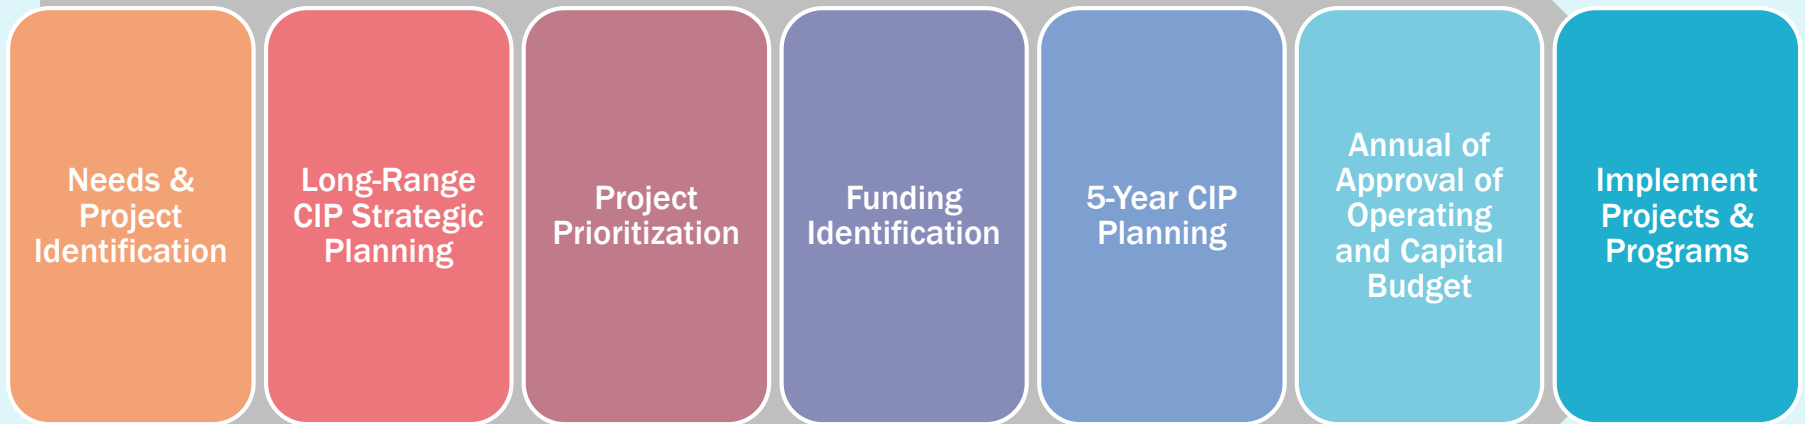 Needs &
Project
Identification
Long-Range
CIP Strategic
Planning
Project
Prioritization
Funding
Identification
5-Year CIP
Planning
Annual of
Approval of
Operating
and Capital
Budget
Implement
Projects &
Programs